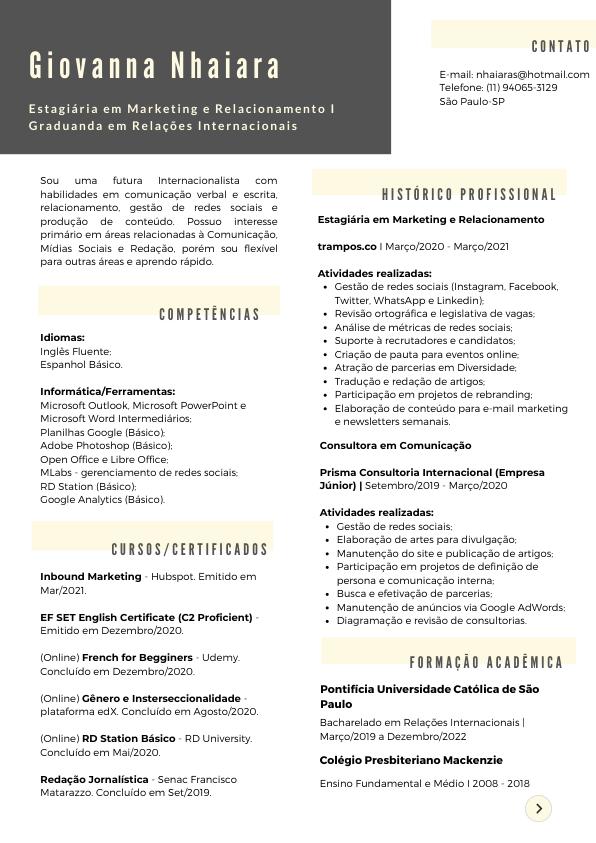 Giovanna Nhaiara
Estagiária em Marketing e Relacionamento I
Graduanda em Relações Internacionais
CONTATO
E-mail: nhaiaras@hotmail.com
Telefone: (11) 94065-3129
São Paulo-SP
Sou uma futura Internacionalista com
habilidades em comunicação verbal e escrita,
relacionamento, gestão de redes sociais e
produção de conteúdo. Possuo interesse
primário em áreas relacionadas à Comunicação,
Mídias Sociais e Redação, porém sou flexível
para outras áreas e aprendo rápido.
COMPETÊNCIAS
Idiomas:
Inglês Fluente;
Espanhol Básico.
Informática/Ferramentas:
Microsoft Outlook, Microsoft PowerPoint e
Microsoft Word Intermediários;
Planilhas Google (Básico);
Adobe Photoshop (Básico);
Open Office e Libre Office;
MLabs - gerenciamento de redes sociais;
RD Station (Básico);
Google Analytics (Básico).
CURSOS/CERTIFICADOS
Inbound Marketing - Hubspot. Emitido em
Mar/2021.
EF SET English Certificate (C2 Proficient) -
Emitido em Dezembro/2020.
(Online) French for Begginers - Udemy.
Concluído em Dezembro/2020.
(Online) Gênero e Insterseccionalidade -
plataforma edX. Concluído em Agosto/2020.
(Online) RD Station Básico - RD University.
Concluído em Mai/2020.
Redação Jornalística - Senac Francisco
Matarazzo. Concluído em Set/2019.
HISTÓRICO PROFISSIONAL
Estagiária em Marketing e Relacionamento
trampos.co I Março/2020 - Março/2021
Atividades realizadas:
• Gestão de redes sociais (Instagram, Facebook,
Twitter, WhatsApp e Linkedin);
• Revisão ortográfica e legislativa de vagas;
• Análise de métricas de redes sociais;
• Suporte à recrutadores e candidatos;
• Criação de pauta para eventos online;
• Atração de parcerias em Diversidade;
• Tradução e redação de artigos;
• Participação em projetos de rebranding;
• Elaboração de conteúdo para e-mail marketing
e newsletters semanais.
Consultora em Comunicação
Prisma Consultoria Internacional (Empresa
Júnior) | Setembro/2019 - Março/2020
Atividades realizadas:
• Gestão de redes sociais;
• Elaboração de artes para divulgação;
• Manutenção do site e publicação de artigos;
• Participação em projetos de definição de
persona e comunicação interna;
• Busca e efetivação de parcerias;
• Manutenção de anúncios via Google AdWords;
• Diagramação e revisão de consultorias.
FORMAÇÃO ACADÊMICA
Pontifícia Universidade Católica de São
Paulo
Bacharelado em Relações Internacionais |
Março/2019 a Dezembro/2022
Colégio Presbiteriano Mackenzie
Ensino Fundamental e Médio I 2008 - 2018